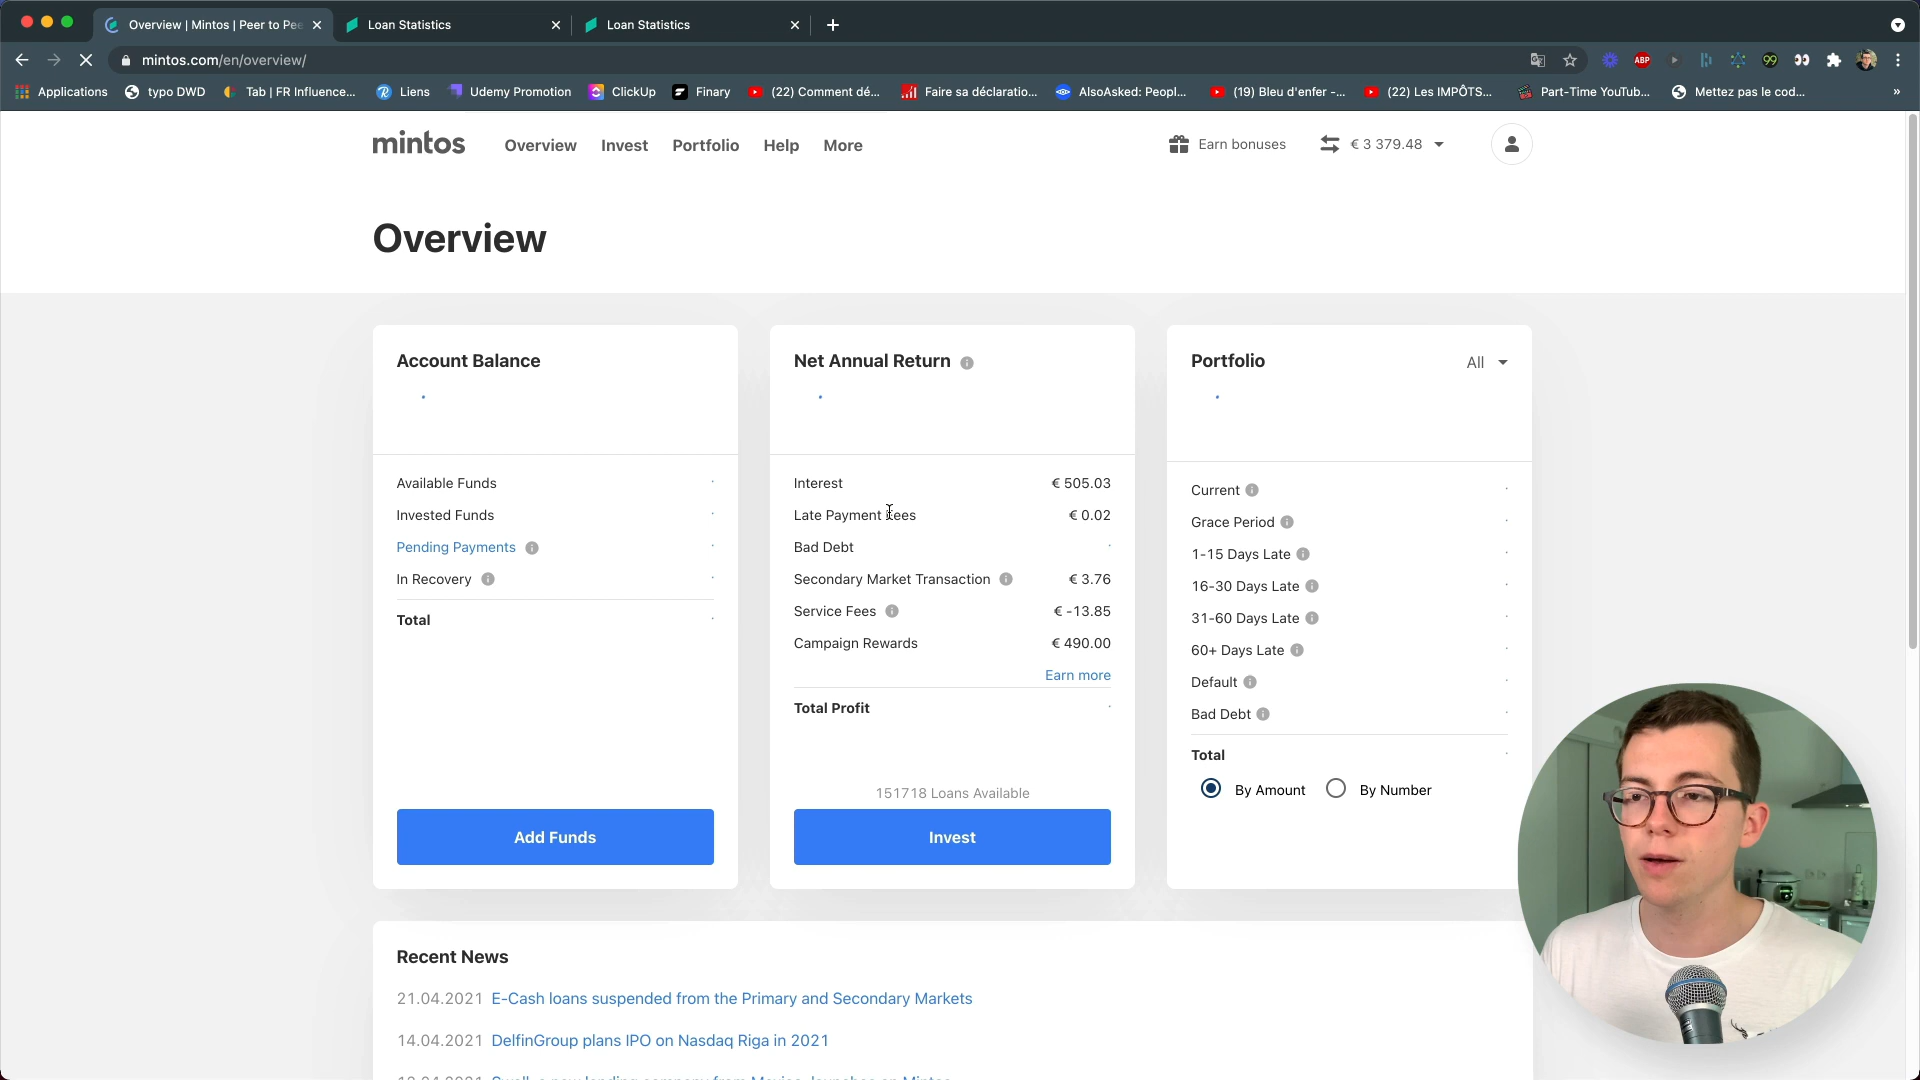 Overview | Mintos | Peer to Pee
Loan Statistics
Loan Statistics
mintos.com/en/overview/
ABP
99
Applications
typo DWD
Tab | FR Influence...
Liens
Udemy Promotion
ClickUp
Finary
(22) Comment dé...
Faire sa déclaratio...
AlsoAsked: Peopl...
(19) Bleu d'enfer -...
(22) Les IMPÔTS...
Part-Time YouTub...
Mettez pas le cod...
»
mintos
Overview
Invest
Portfolio
Help
More
Earn bonuses
€ 3 379.48
Overview
Account Balance
Available Funds
Invested Funds
Pending Payments
In Recovery
Total
Add Funds
Net Annual Return
Interest € 505.03
Late Payment Fees € 0.02
Bad Debt
Secondary Market Transaction € 3.76
Service Fees € -13.85
Campaign Rewards € 490.00
Earn more
Total Profit
151718 Loans Available
Invest
Portfolio All
Current
Grace Period
1-15 Days Late
16-30 Days Late
31-60 Days Late
60+ Days Late
Default
Bad Debt
Total
By Amount By Number
Recent News
21.04.2021 E-Cash loans suspended from the Primary and Secondary Markets
14.04.2021 DelfinGroup plans IPO on Nasdaq Riga in 2021